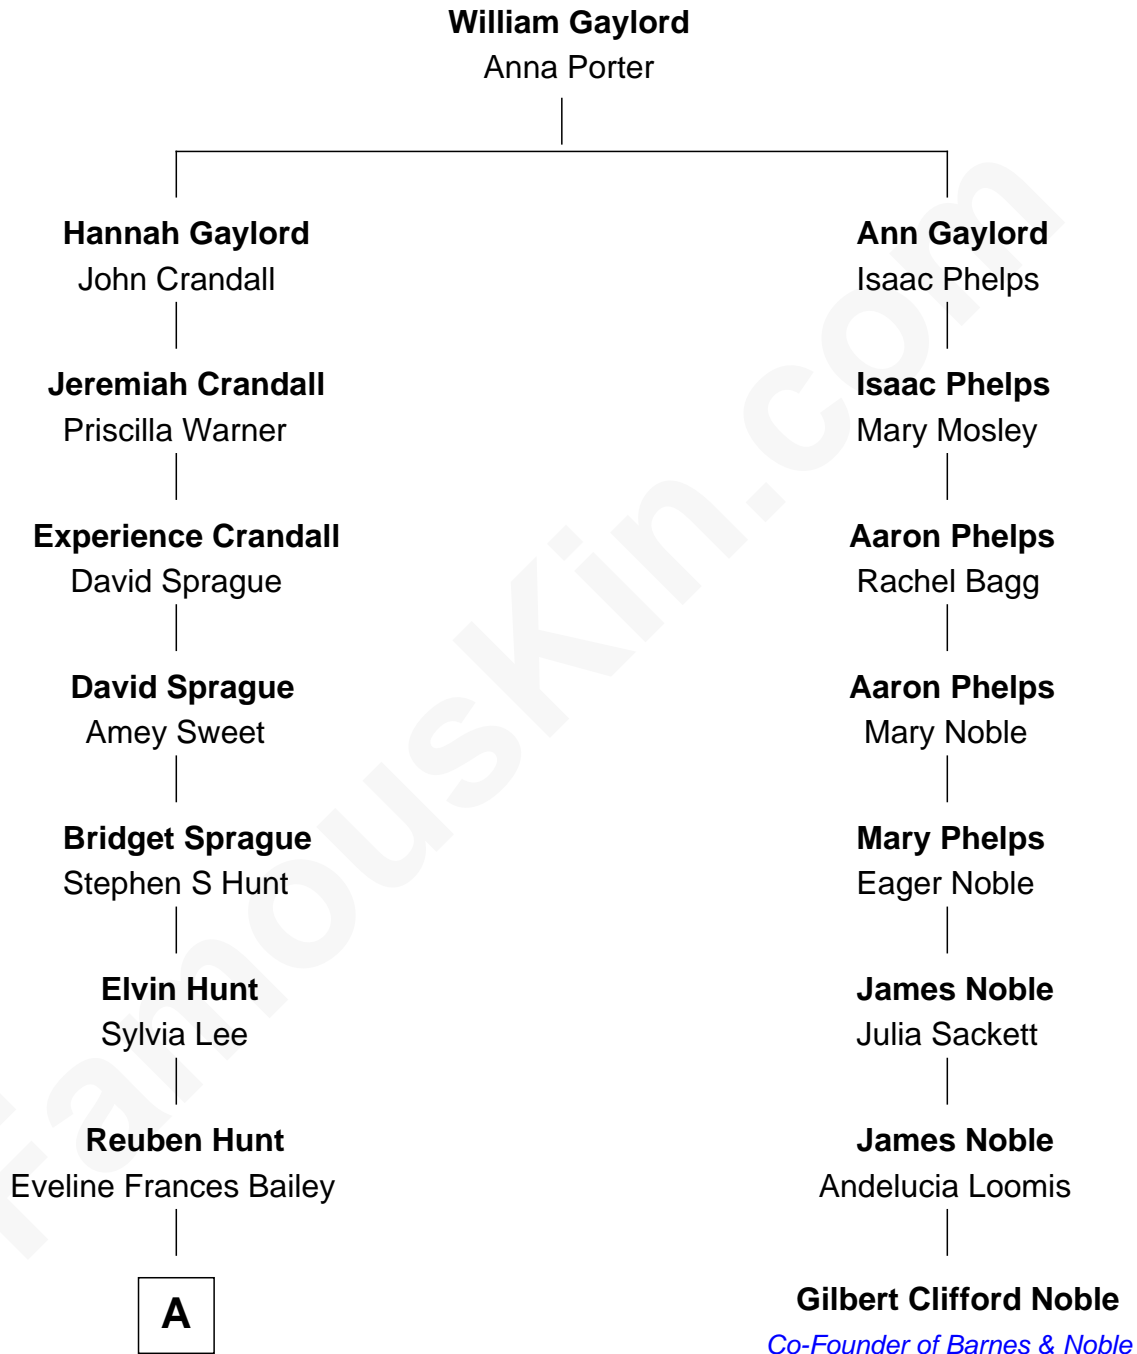 William Gaylord
Anna Porter
Hannah Gaylord
John Crandall
Jeremiah Crandall
Priscilla Warner
Experience Crandall
David Sprague
David Sprague
Amey Sweet
Bridget Sprague
Stephen S Hunt
Elvin Hunt
Sylvia Lee
Reuben Hunt
Eveline Frances Bailey
A
Ann Gaylord
Isaac Phelps
Isaac Phelps
Mary Mosley
Aaron Phelps
Rachel Bagg
Aaron Phelps
Mary Noble
Mary Phelps
Eager Noble
James Noble
Julia Sackett
James Noble
Andelucia Loomis
Gilbert Clifford Noble
Co-Founder of Barnes & Noble
FamousKin.com